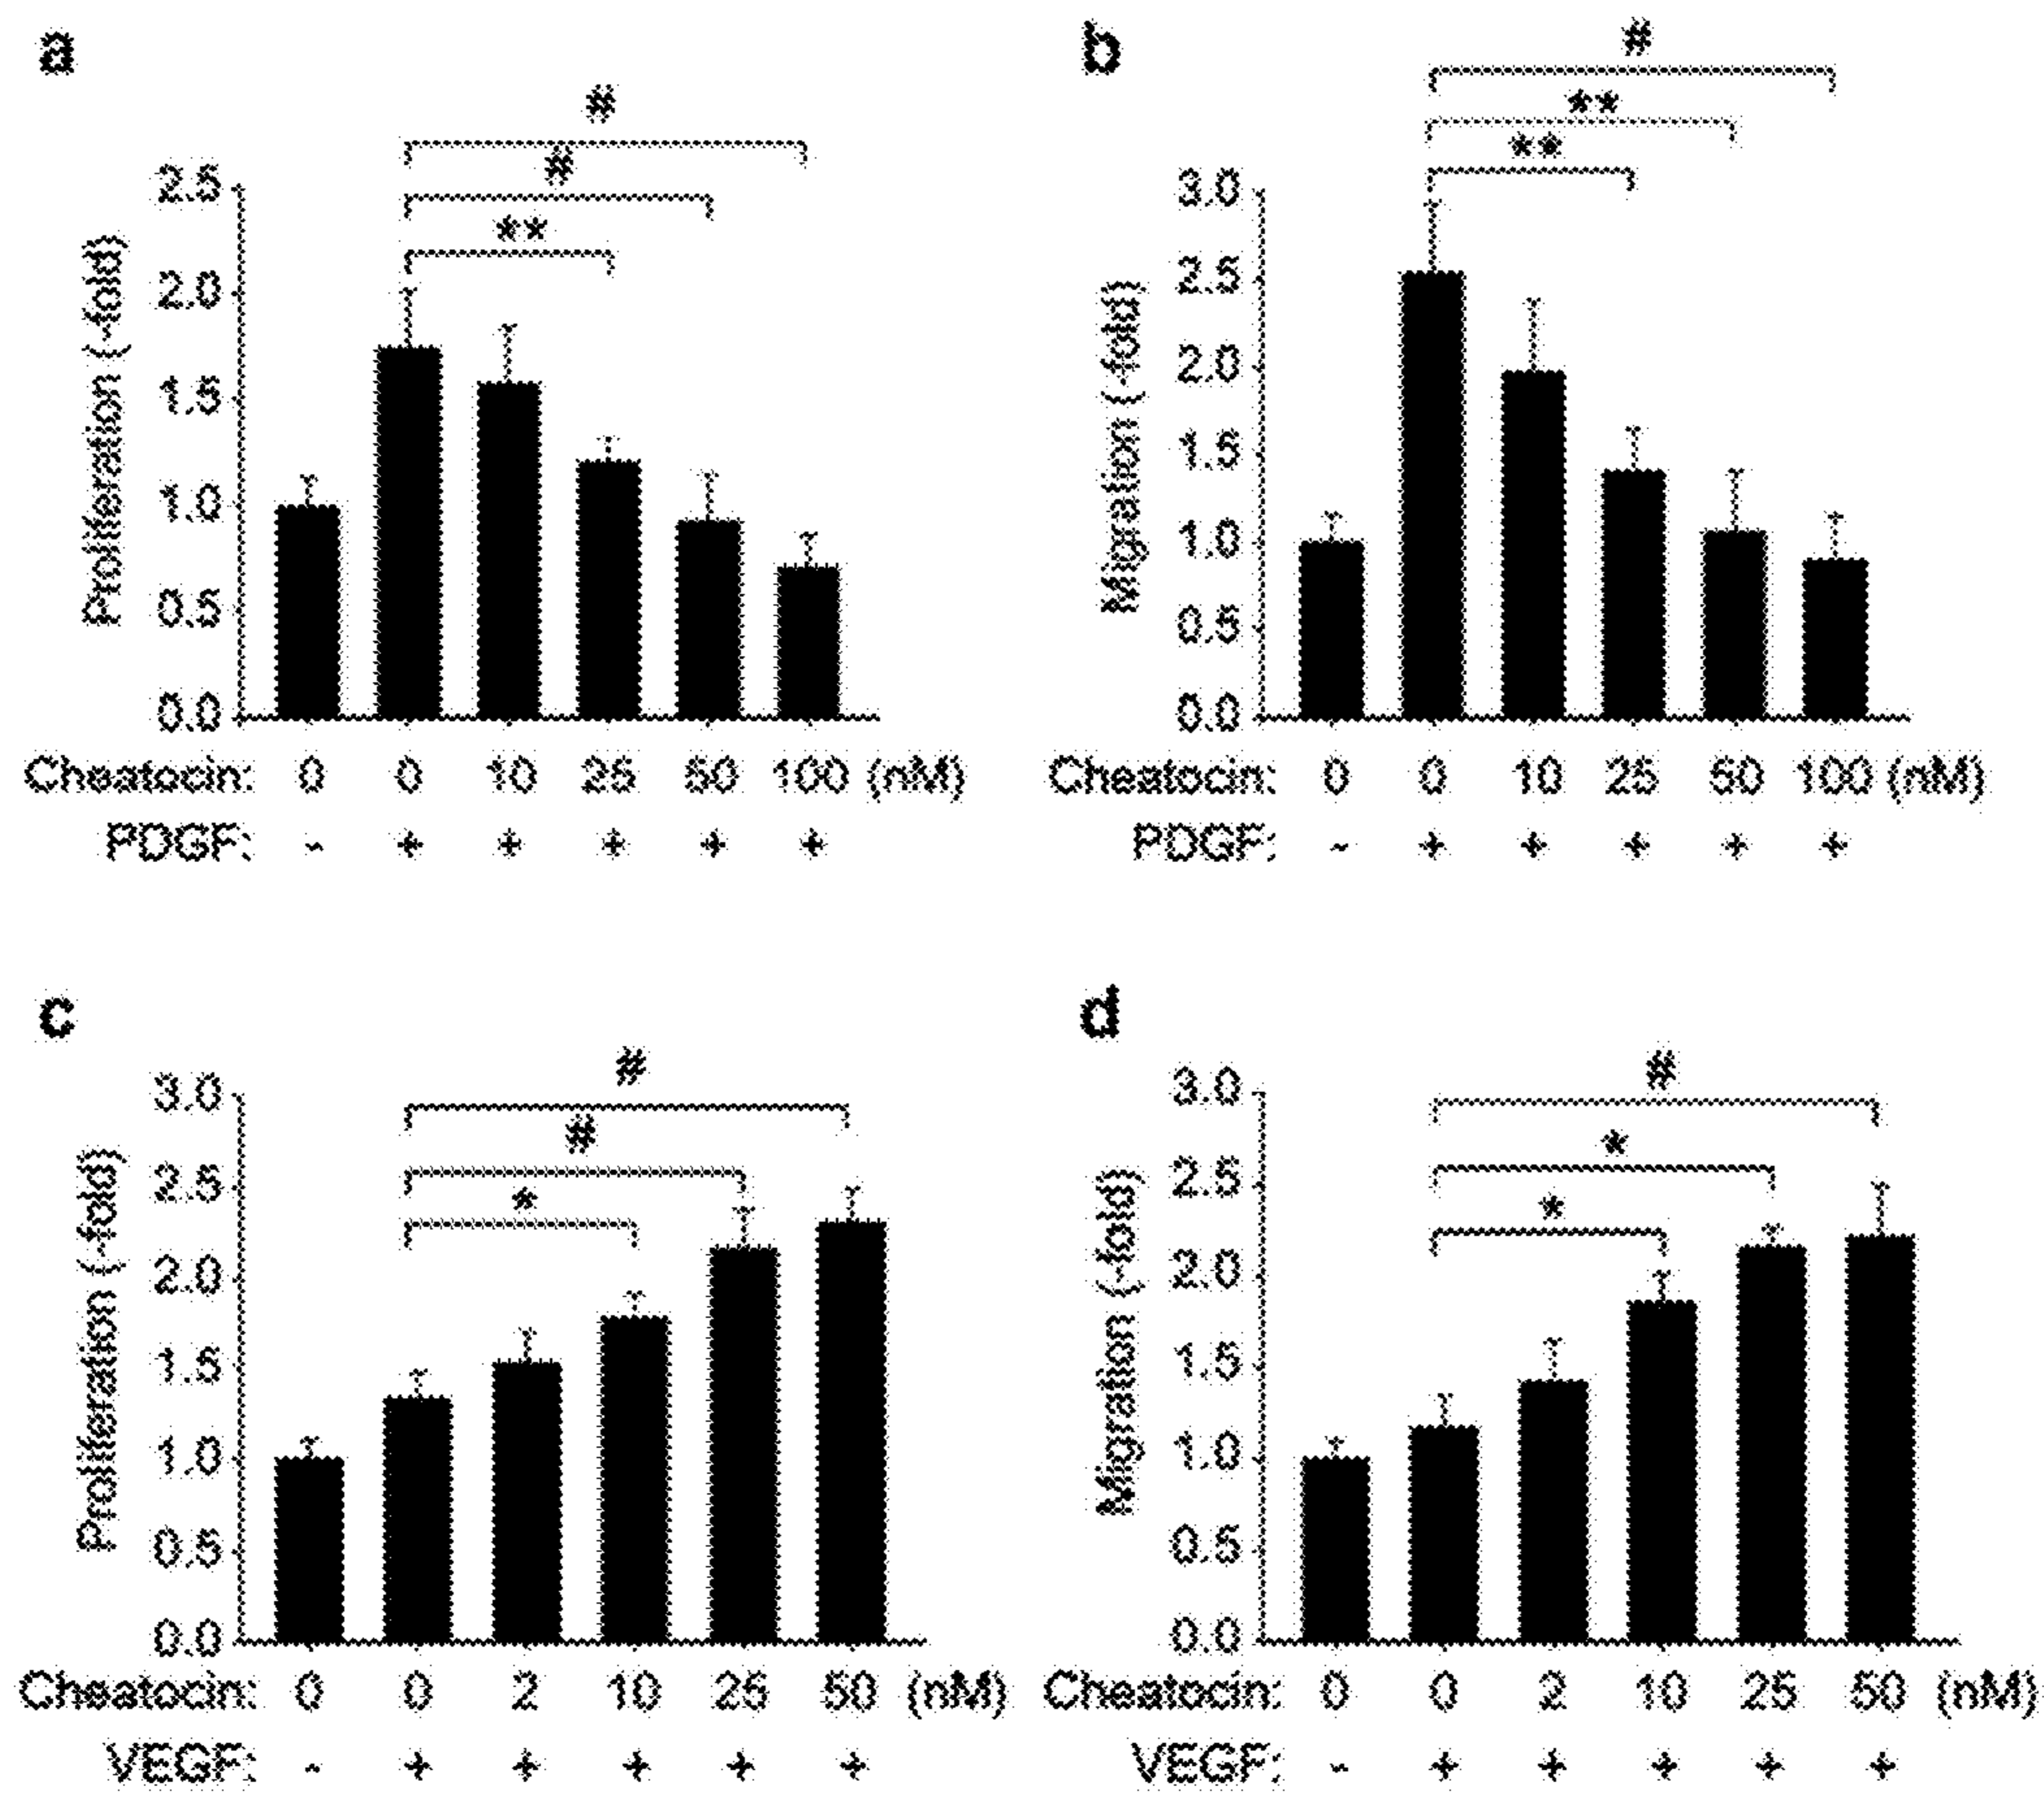 a
#
#
**
Proliferation (-fold)
2.5
2.0
1.5
1.0
0.5
0.0
Cheatocin: 0 0 10 25 50 100 (nM)
PDGF: - + + + + +
b
#
**
**
Migration (-fold)
3.0
2.5
2.0
1.5
1.0
0.5
0.0
Cheatocin: 0 0 10 25 50 100 (nM)
PDGF: - + + + + +
c
#
#
*
Proliferation (-fold)
3.0
2.5
2.0
1.5
1.0
0.5
0.0
Cheatocin: 0 0 2 10 25 50 (nM)
VEGF: - + + + + +
d
#
*
*
Migration (-fold)
3.0
2.5
2.0
1.5
1.0
0.5
0.0
Cheatocin: 0 0 2 10 25 50 (nM)
VEGF: - + + + + +